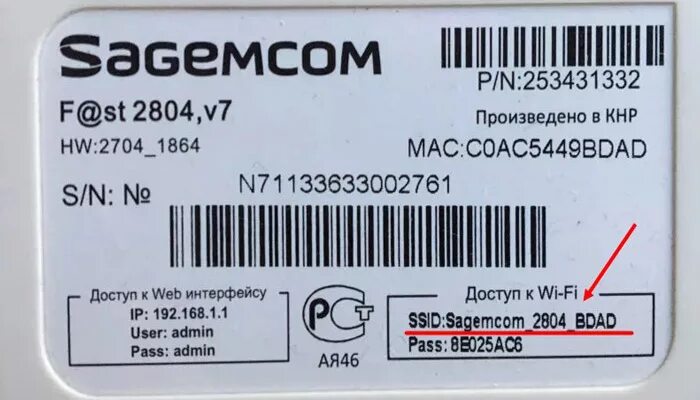 Sagemcom
P/N:253431332
F@st 2804,v7
Произведено в КНР
HW:2704_1864
MAC:C0AC5449BDAD
S/N: №
N71133633002761
Доступ к Web интерфейсу
IP: 192.168.1.1
User: admin
Pass: admin
РСТ
АЯ46
Доступ к Wi-Fi
SSID:Sagemcom_2804_BDAD
Pass: 8E025AC6